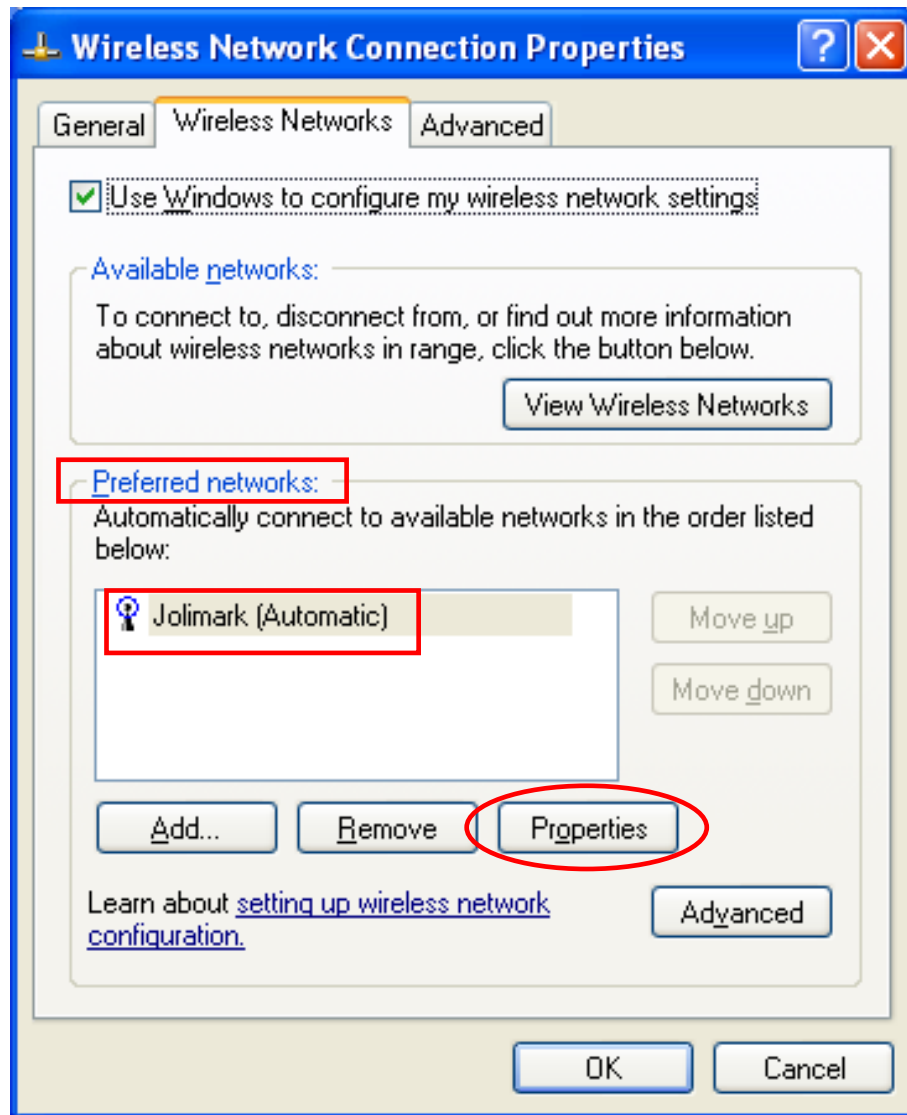 Wireless Network Connection Properties
General Wireless Networks Advanced
Use Windows to configure my wireless network settings
Available networks:
To connect to, disconnect from, or find out more information
about wireless networks in range, click the button below.
View Wireless Networks
Preferred networks:
Automatically connect to available networks in the order listed
below:
Jolimark (Automatic)
Move up
Move down
Add... Remove Properties
Learn about setting up wireless network
configuration.
Advanced
OK Cancel